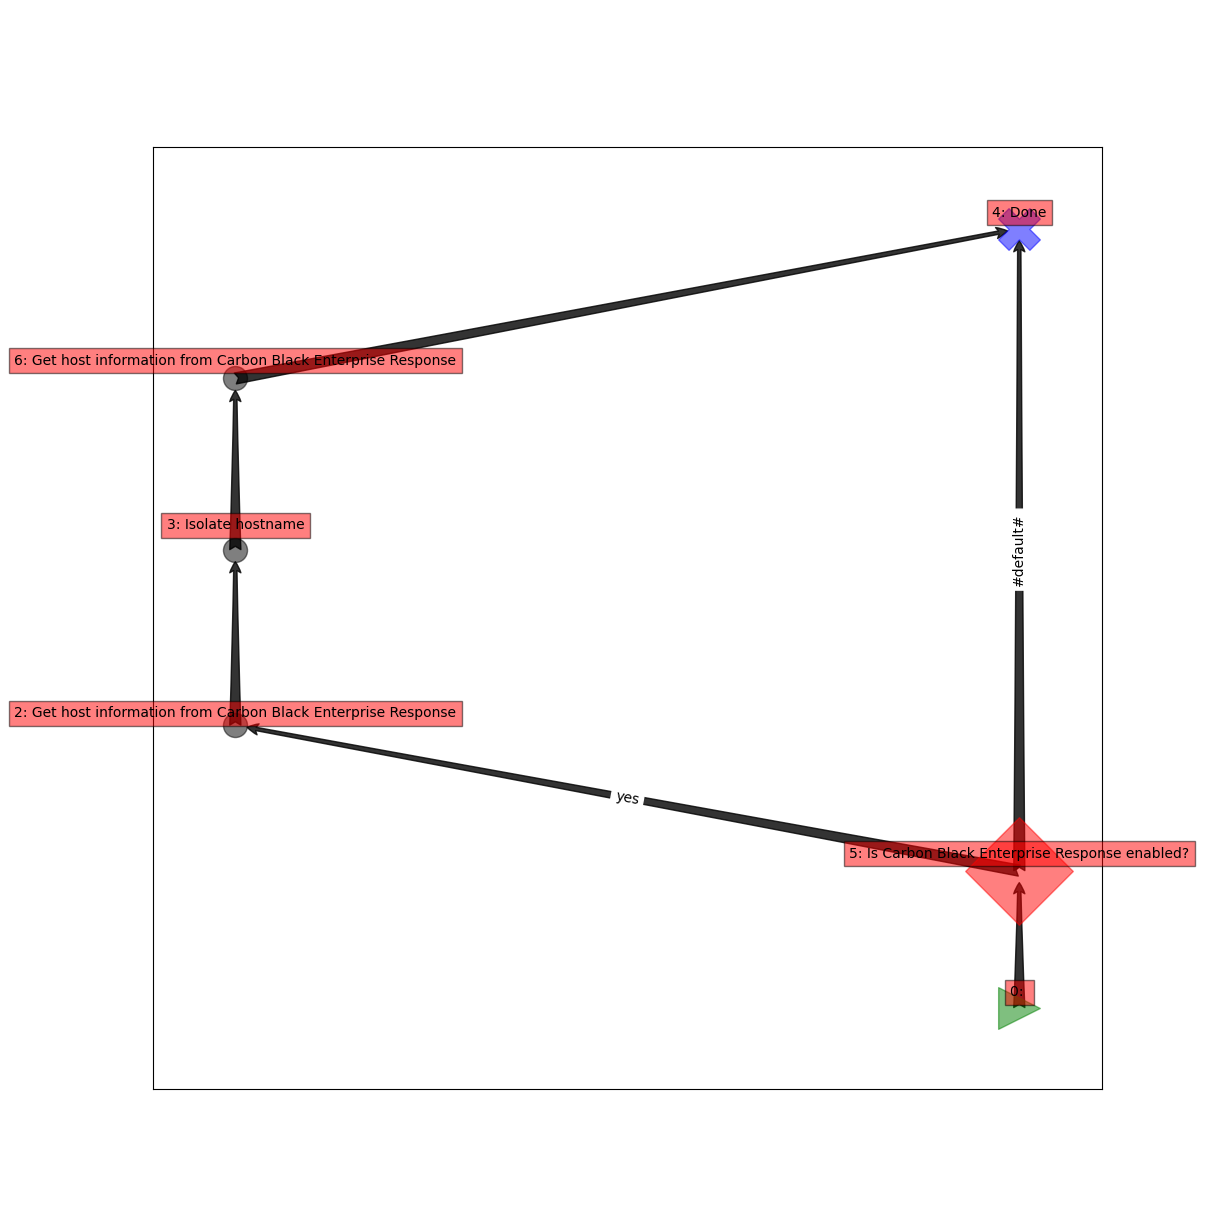 4: Done
6: Get host information from Carbon Black Enterprise Response
3: Isolate hostname
#default#
2: Get host information from Carbon Black Enterprise Response
yes
5: Is Carbon Black Enterprise Response enabled?
0: